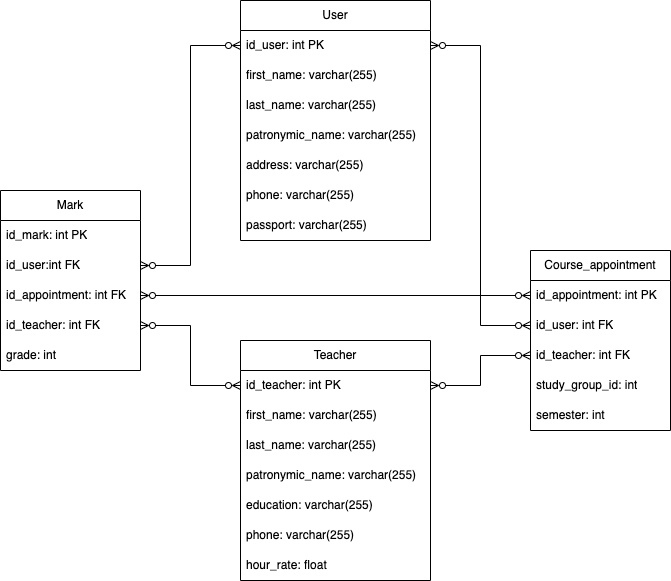 User
id_user: int PK
first_name: varchar(255)
last_name: varchar(255)
patronymic_name: varchar(255)
address: varchar(255)
phone: varchar(255)
passport: varchar(255)
Mark
id_mark: int PK
id_user:int FK
id_appointment: int FK
id_teacher: int FK
grade: int
Course_appointment
id_appointment: int PK
id_user: int FK
id_teacher: int FK
study_group_id: int
semester: int
Teacher
id_teacher: int PK
first_name: varchar(255)
last_name: varchar(255)
patronymic_name: varchar(255)
education: varchar(255)
phone: varchar(255)
hour_rate: float